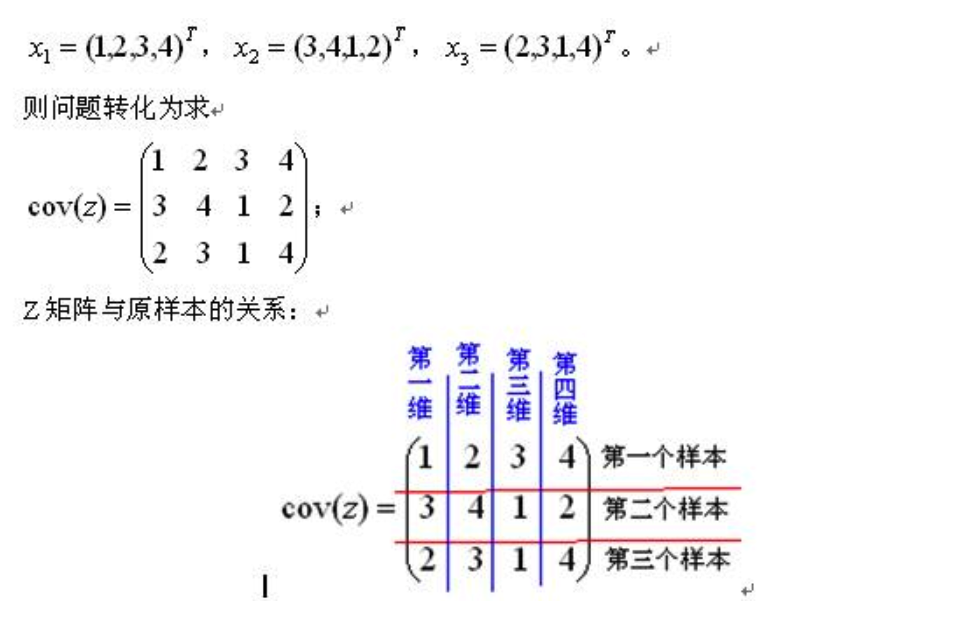 x₁ = (1,2,3,4)ᵀ, x₂ = (3,4,1,2)ᵀ, x₃ = (2,3,1,4)ᵀ。↵
则问题转化为求↵
cov(z) =
1 2 3 4
3 4 1 2
2 3 1 4
;↵
Z 矩阵与原样本的关系:↵
第一维 第二维 第三维 第四维
cov(z) =
1 2 3 4 第一个样本
3 4 1 2 第二个样本
2 3 1 4 第三个样本
↵